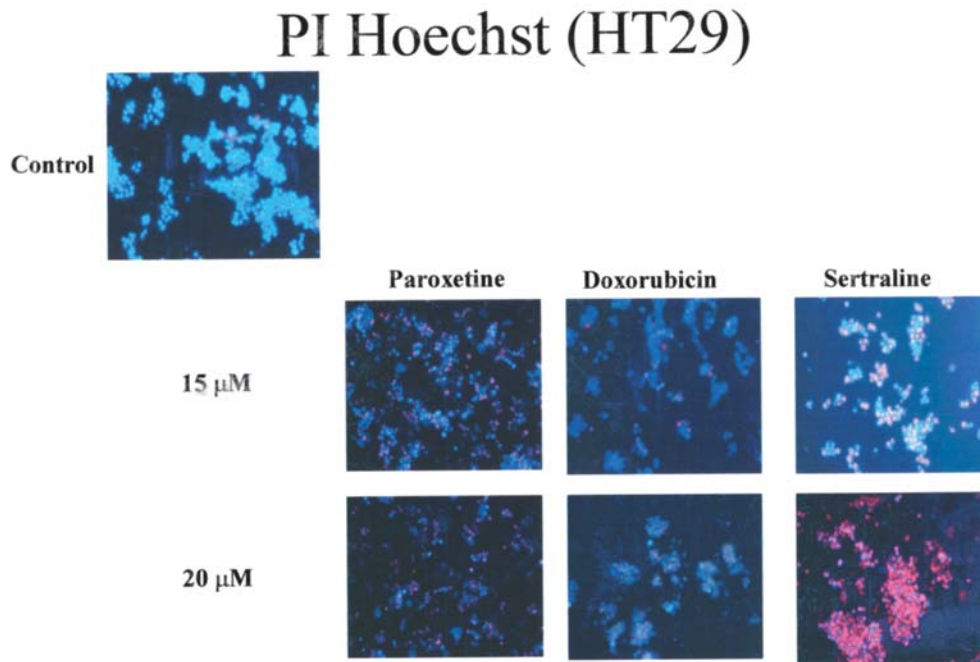 PI Hoechst (HT29)
Control
Paroxetine Doxorubicin Sertraline
15 μM
20 μM